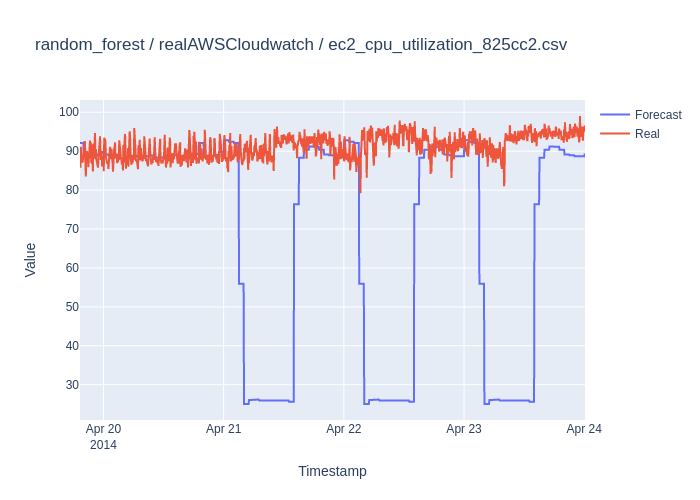 random_forest / realAWSCloudwatch / ec2_cpu_utilization_825cc2.csv
Forecast
Real
100
90
80
70
60
50
40
30
Value
Apr 20
2014
Apr 21
Apr 22
Apr 23
Apr 24
Timestamp